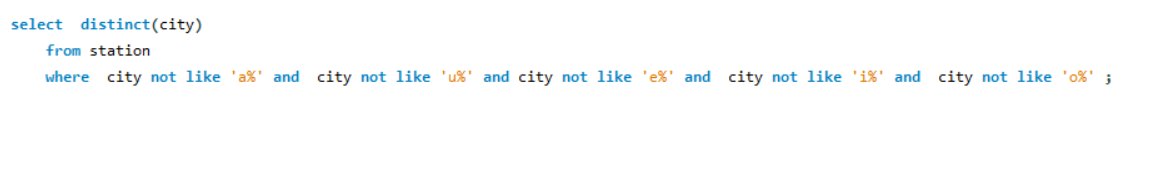 select distinct(city)
from station
where city not like 'a%' and city not like 'u%' and city not like 'e%' and city not like 'i%' and city not like 'o%' ;